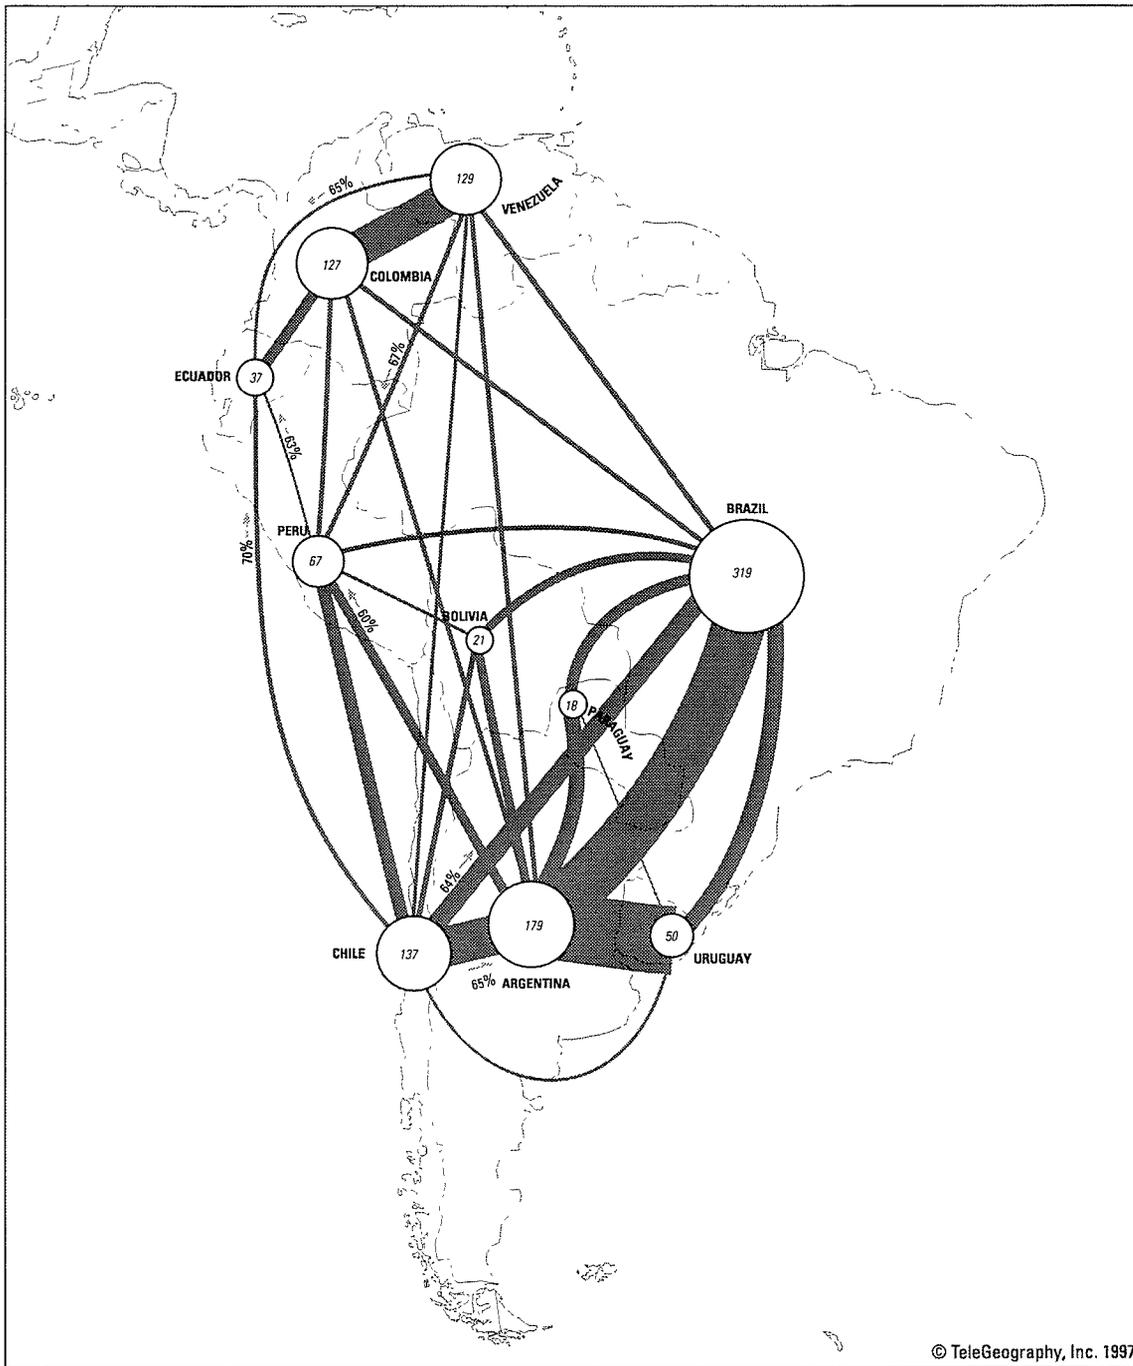 129
65%
VENEZUELA
127
COLOMBIA
67%
ECUADOR
37
63%
BRAZIL
PERU
70%
67
319
60%
BOLIVIA
21
18
PARAGUAY
64%
179
50
CHILE
137
URUGUAY
65%
ARGENTINA
© TeleGeography, Inc. 1997